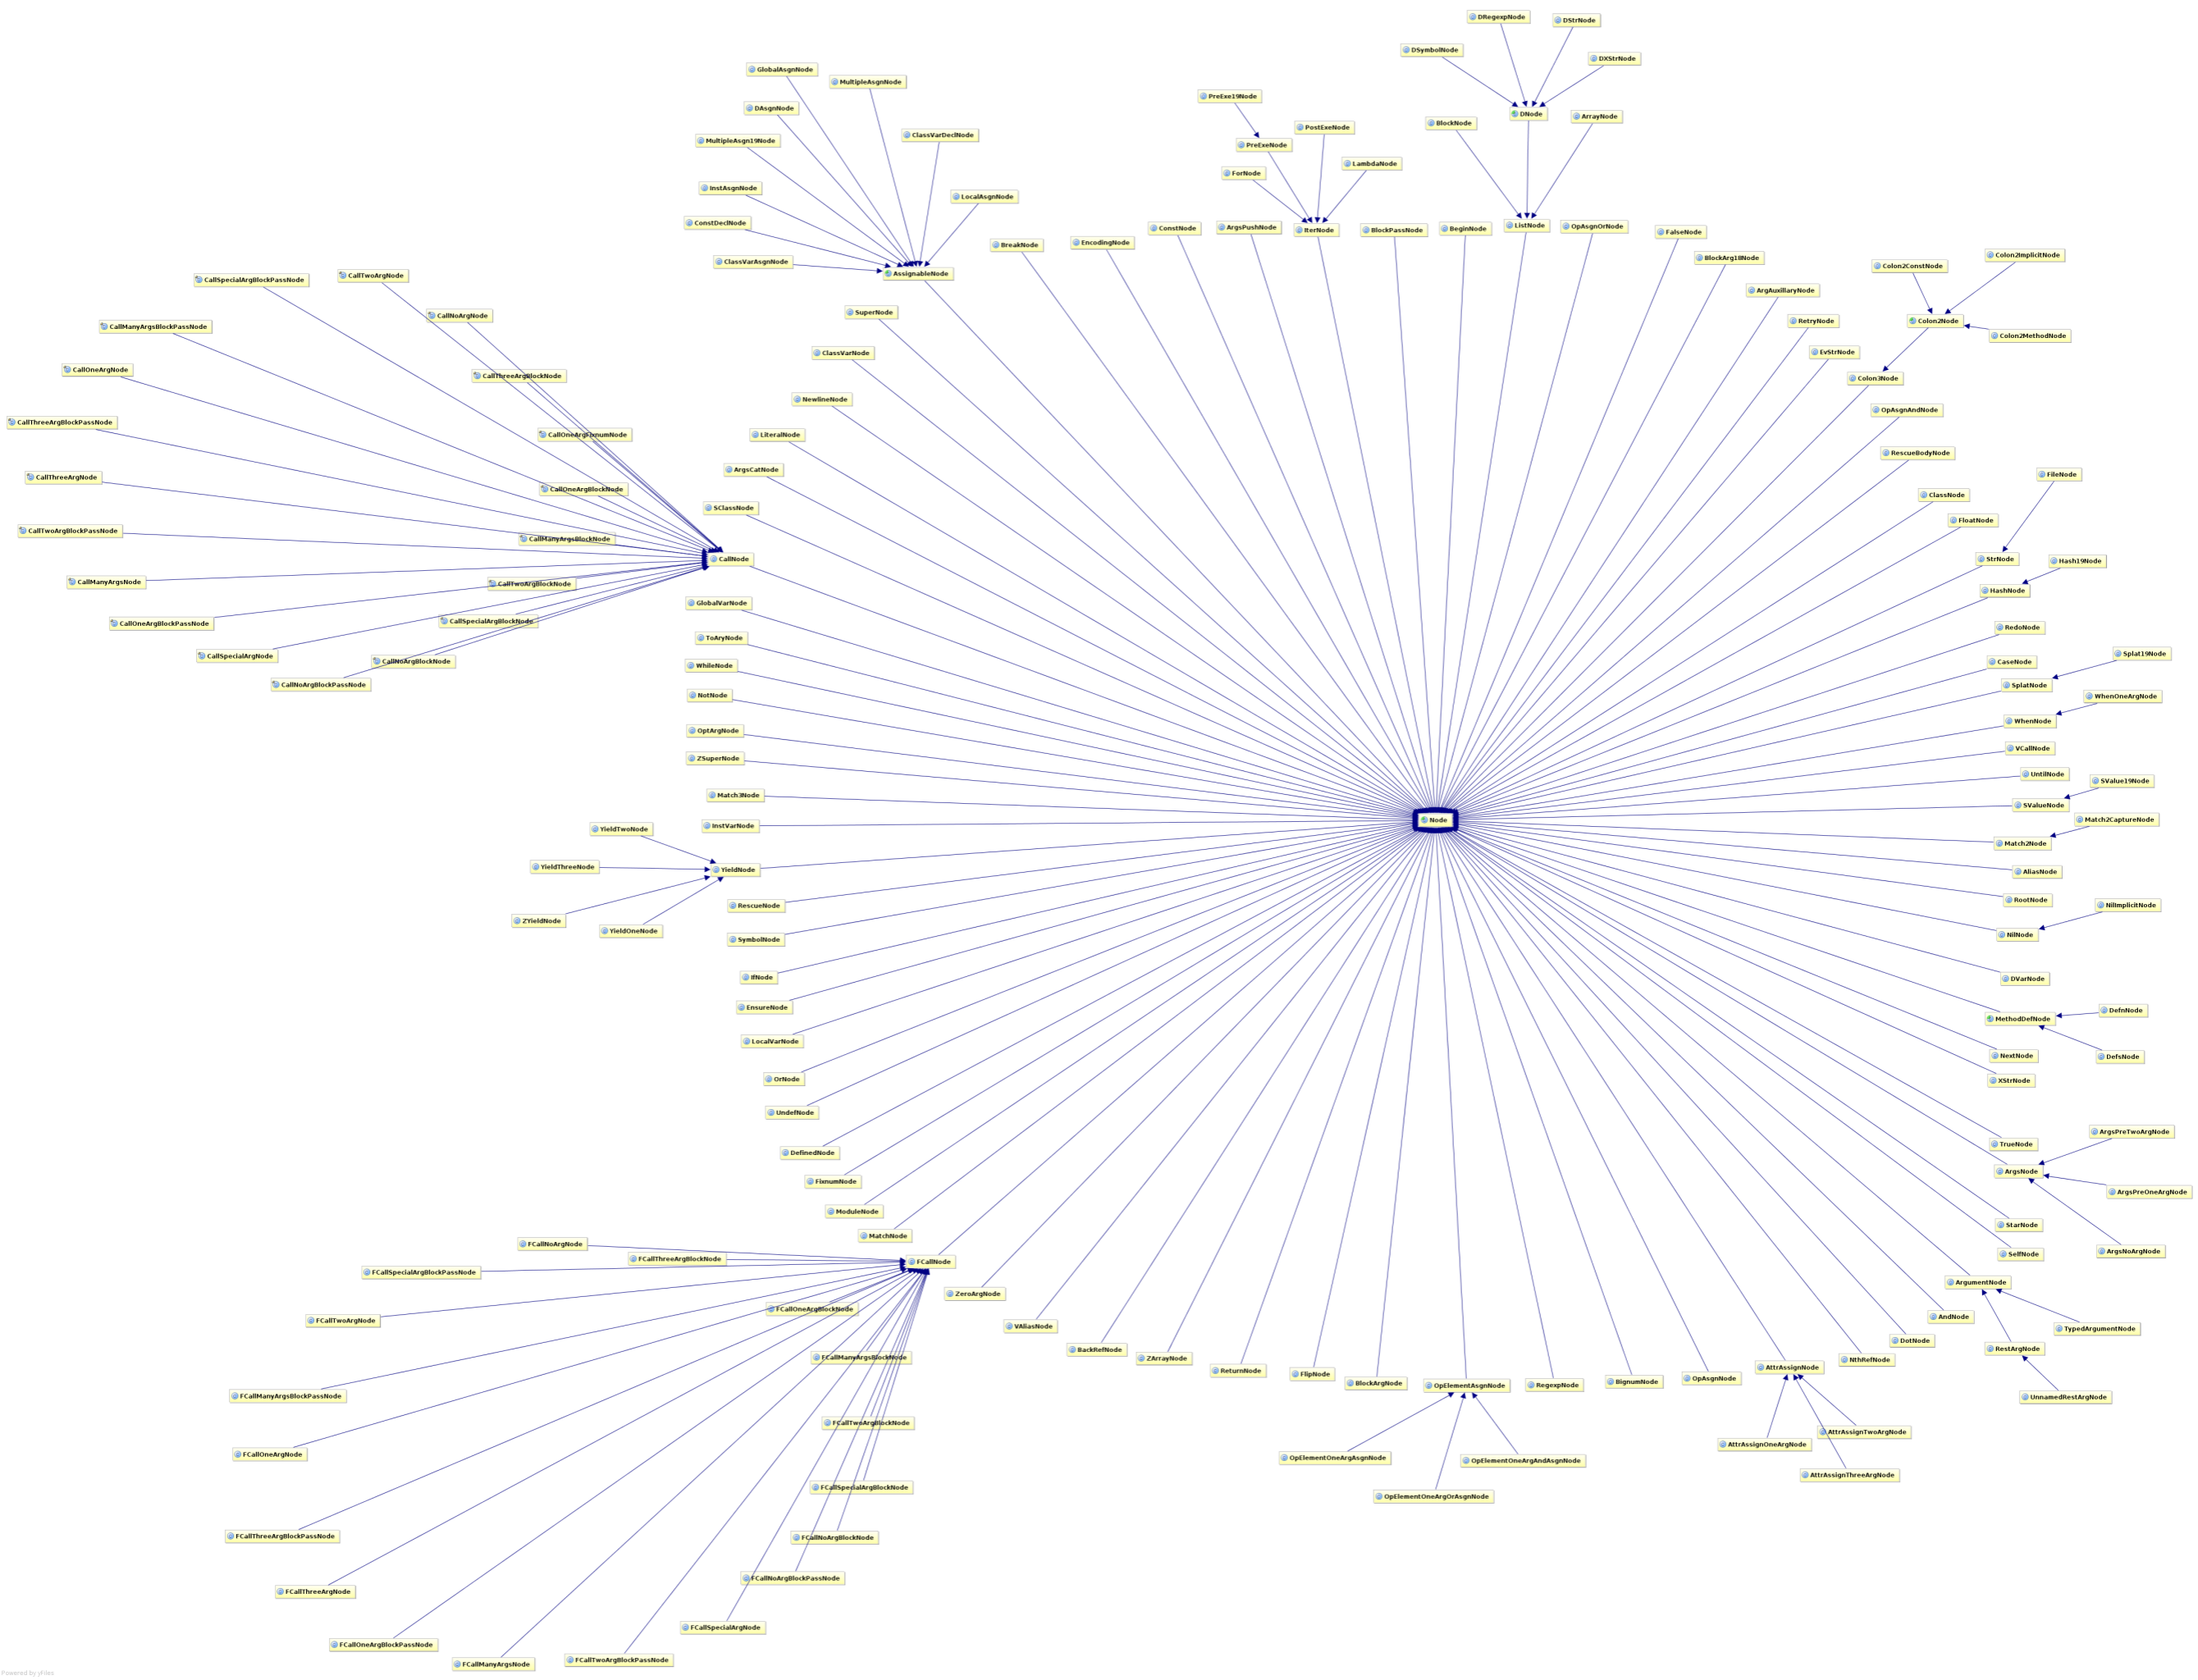 DRegexpNode
DStrNode
DSymbolNode
DXStrNode
GlobalAsgnNode
MultipleAsgnNode
PreExe19Node
DAsgnNode
DNode
ArrayNode
BlockNode
PostExeNode
ClassVarDeclNode
MultipleAsgn19Node
PreExeNode
LambdaNode
ForNode
InstAsgnNode
LocalAsgnNode
ConstDeclNode
ListNode
OpAsgnOrNode
ArgsPushNode
ConstNode
BeginNode
IterNode
BlockPassNode
FalseNode
EncodingNode
BreakNode
Colon2ImplicitNode
BlockArg18Node
ClassVarAsgnNode
Colon2ConstNode
AssignableNode
CallTwoArgNode
CallSpecialArgBlockPassNode
ArgAuxillaryNode
SuperNode
CallNoArgNode
RetryNode
Colon2Node
CallManyArgsBlockPassNode
Colon2MethodNode
EvStrNode
ClassVarNode
CallOneArgNode
CallThreeArgBlockNode
Colon3Node
NewlineNode
OpAsgnAndNode
CallThreeArgBlockPassNode
CallOneArgFixnumNode
LiteralNode
RescueBodyNode
ArgsCatNode
FileNode
CallThreeArgNode
CallOneArgBlockNode
ClassNode
SClassNode
FloatNode
CallTwoArgBlockPassNode
CallManyArgsBlockNode
CallNode
StrNode
Hash19Node
CallManyArgsNode
CallTwoArgBlockNode
HashNode
GlobalVarNode
CallOneArgBlockPassNode
CallSpecialArgBlockNode
RedoNode
ToAryNode
CallSpecialArgNode
Splat19Node
CallNoArgBlockNode
CaseNode
WhileNode
CallNoArgBlockPassNode
SplatNode
NotNode
WhenOneArgNode
WhenNode
OptArgNode
VCallNode
ZSuperNode
UntilNode
SValue19Node
Match3Node
SValueNode
Match2CaptureNode
Node
InstVarNode
YieldTwoNode
Match2Node
YieldThreeNode
YieldNode
AliasNode
RootNode
RescueNode
NilImplicitNode
ZYieldNode
YieldOneNode
NilNode
SymbolNode
IfNode
DVarNode
EnsureNode
DefnNode
MethodDefNode
LocalVarNode
NextNode
DefsNode
OrNode
XStrNode
UndefNode
ArgsPreTwoArgNode
TrueNode
DefinedNode
ArgsNode
FixnumNode
ArgsPreOneArgNode
ModuleNode
StarNode
MatchNode
FCallNoArgNode
ArgsNoArgNode
SelfNode
FCallThreeArgBlockNode
FCallNode
FCallSpecialArgBlockPassNode
ArgumentNode
ZeroArgNode
FCallOneArgBlockNode
AndNode
FCallTwoArgNode
VAliasNode
TypedArgumentNode
DotNode
BackRefNode
RestArgNode
FCallManyArgsBlockNode
ZArrayNode
NthRefNode
AttrAssignNode
ReturnNode
FlipNode
OpAsgnNode
BignumNode
BlockArgNode
OpElementAsgnNode
RegexpNode
FCallManyArgsBlockPassNode
UnnamedRestArgNode
FCallTwoArgBlockNode
AttrAssignTwoArgNode
AttrAssignOneArgNode
FCallOneArgNode
OpElementOneArgAsgnNode
OpElementOneArgAndAsgnNode
AttrAssignThreeArgNode
FCallSpecialArgBlockNode
OpElementOneArgOrAsgnNode
FCallThreeArgBlockPassNode
FCallNoArgBlockNode
FCallNoArgBlockPassNode
FCallThreeArgNode
FCallSpecialArgNode
FCallOneArgBlockPassNode
FCallTwoArgBlockPassNode
FCallManyArgsNode
Powered by yFiles